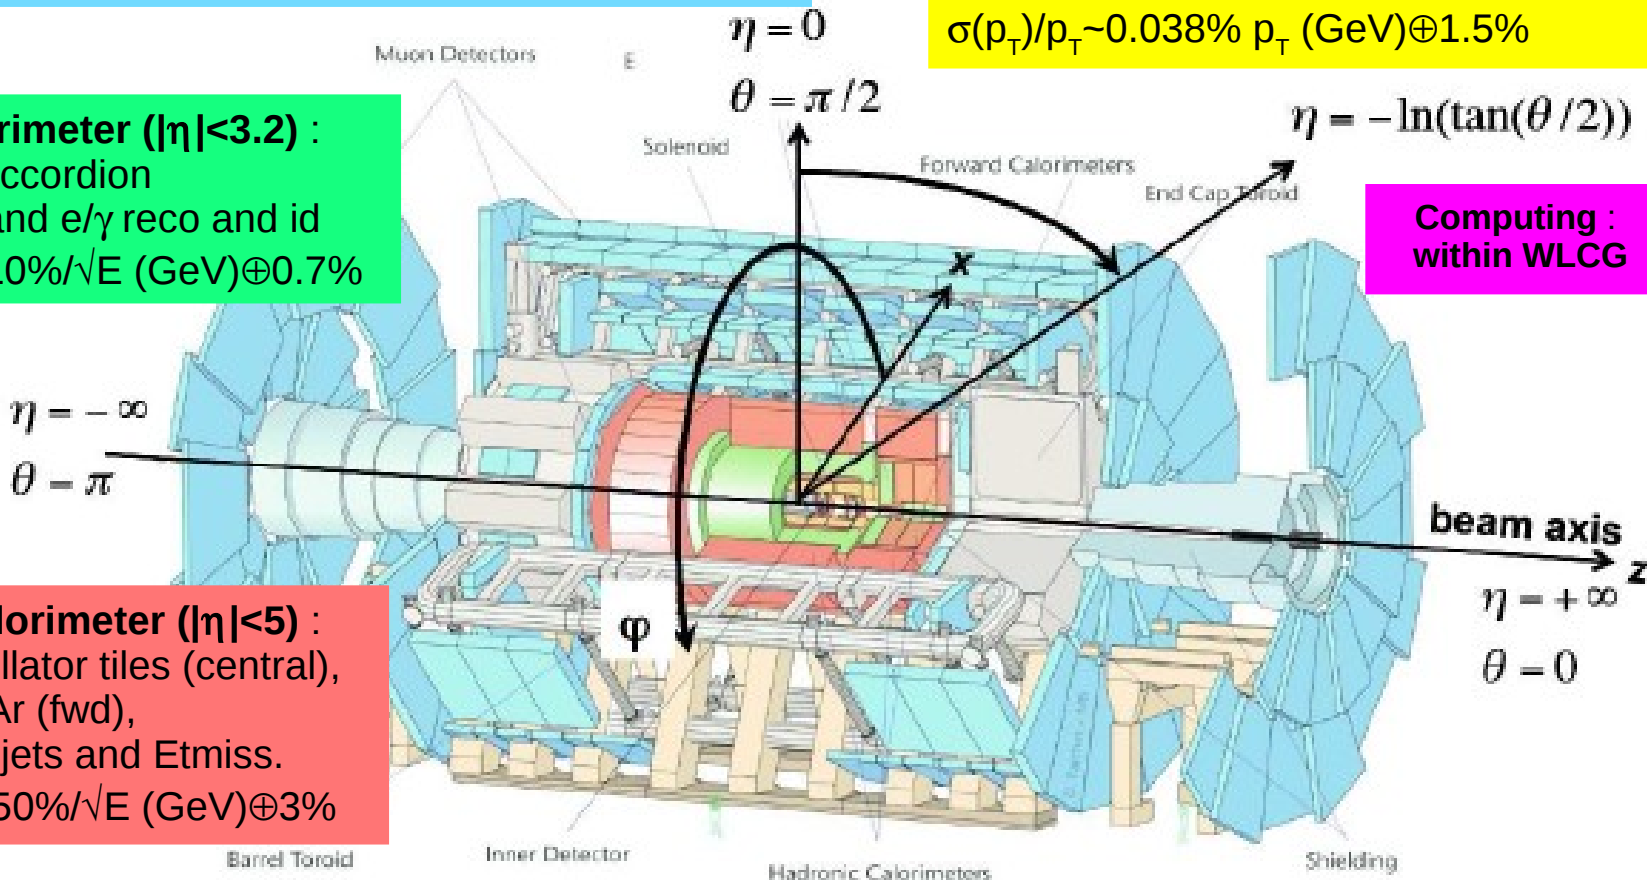 η = 0
θ = π/2
σ(p_T)/p_T~0.038% p_T (GeV)⊕1.5%
Muon Detectors
E
Solenoid
Forward Calorimeters
End Cap Toroid
η = −ln(tan(θ/2))
rimeter (|η|<3.2) :
ccordion
and e/γ reco and id
10%/√E (GeV)⊕0.7%
Computing :
within WLCG
x
η = − ∞
θ = π
beam axis
z
η = + ∞
θ = 0
φ
lorimeter (|η|<5) :
llator tiles (central),
Ar (fwd),
jets and Etmiss.
50%/√E (GeV)⊕3%
Barrel Toroid
Inner Detector
Hadronic Calorimeters
Shielding